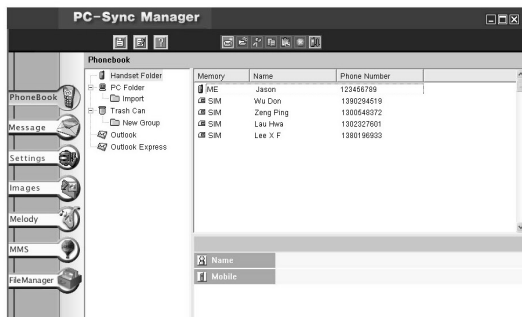 PC-Sync Manager
Phonebook
PhoneBook
Message
Settings
Images
Melody
MMS
FileManager
Handset Folder
PC Folder
Import
Trash Can
New Group
Outlook
Outlook Express
Memory Name Phone Number
ME Jason 123456789
SIM Wu Don 1390294519
SIM Zeng Ping 1300648372
SIM Lau Hwa 1302327601
SIM Lee X F 1380196933
Name
Mobile